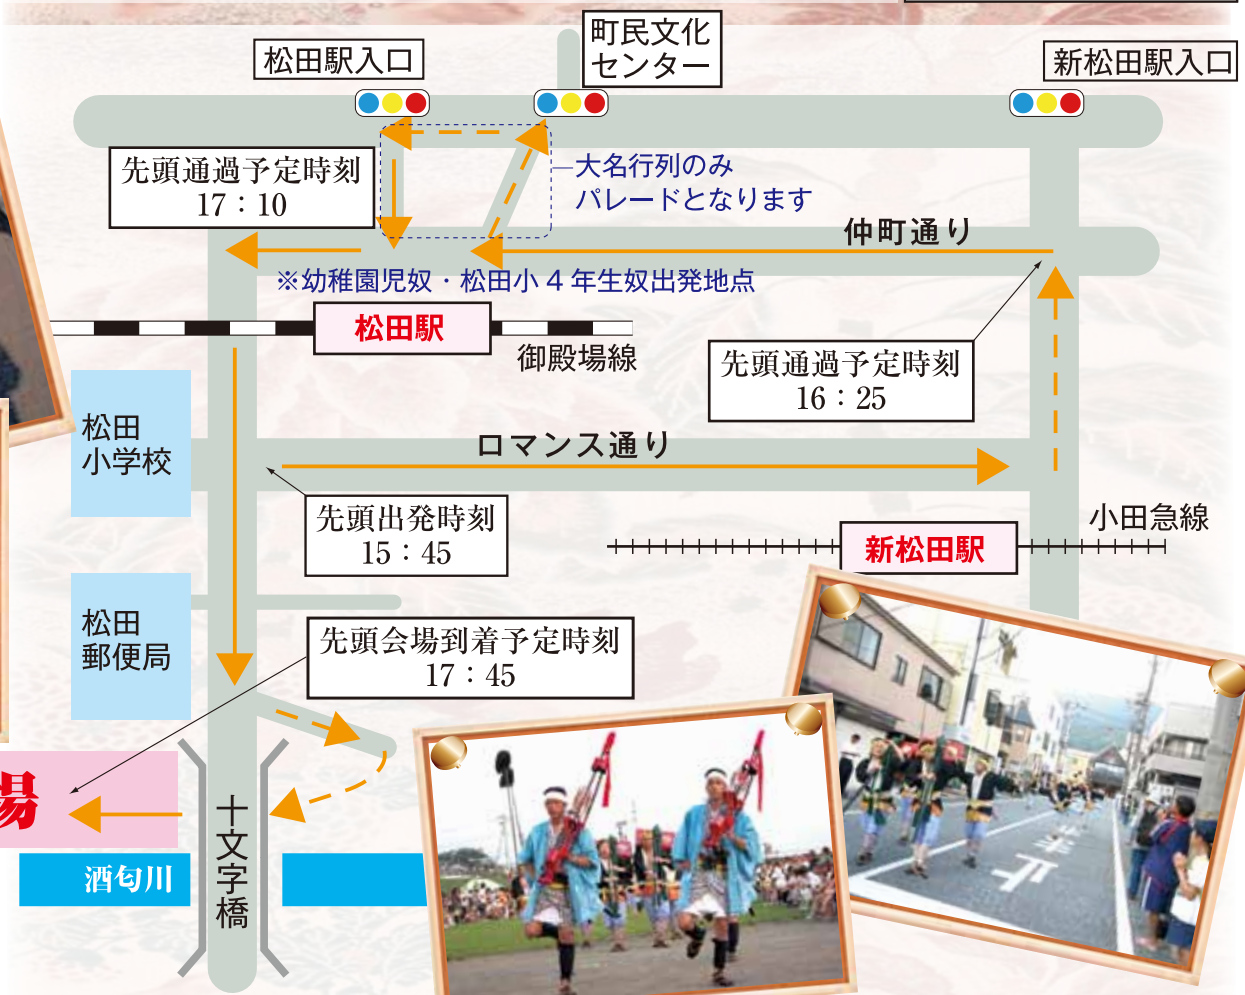 松田駅入口
町民文化
センター
新松田駅入口
先頭通過予定時刻
17：10
大名行列のみ
パレードとなります
仲町通り
※幼稚園児奴・松田小４年生奴出発地点
松田駅
御殿場線
先頭通過予定時刻
16：25
松田
小学校
ロマンス通り
先頭出発時刻
15：45
小田急線
新松田駅
松田
郵便局
先頭会場到着予定時刻
17：45
場
十文字橋
酒匂川